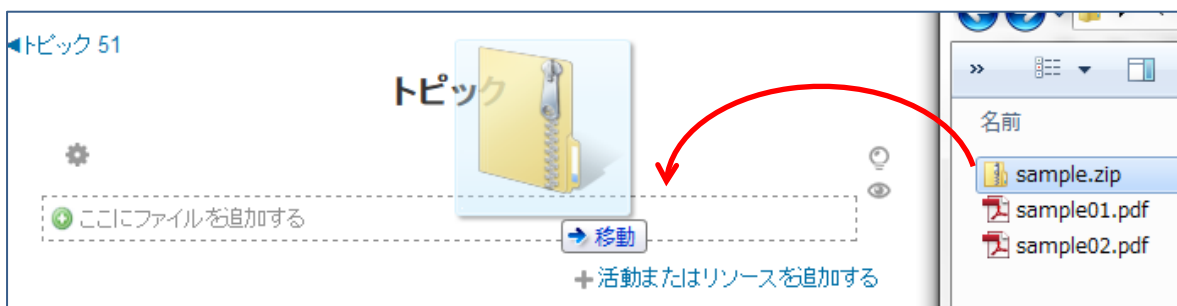 ◀トピック 51
トピック
ここにファイルを追加する
移動
+活動またはリソースを追加する
»
名前
sample.zip
sample01.pdf
sample02.pdf